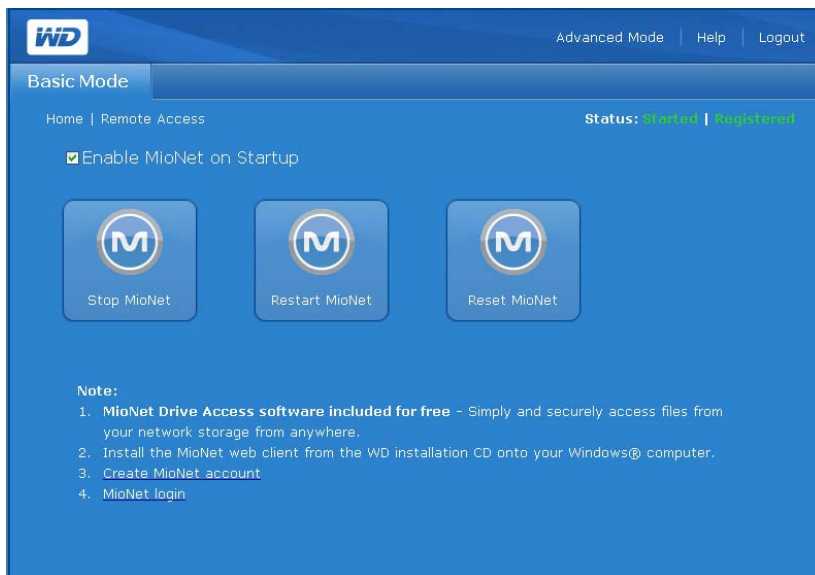 WD
Advanced Mode | Help | Logout
Basic Mode
Home | Remote Access
Status: Started | Registered
Enable MioNet on Startup
M M M
Stop MioNet Restart MioNet Reset MioNet
Note:
1. MioNet Drive Access software included for free – Simply and securely access files from
your network storage from anywhere.
2. Install the MioNet web client from the WD installation CD onto your Windows® computer.
3. Create MioNet account
4. MioNet login